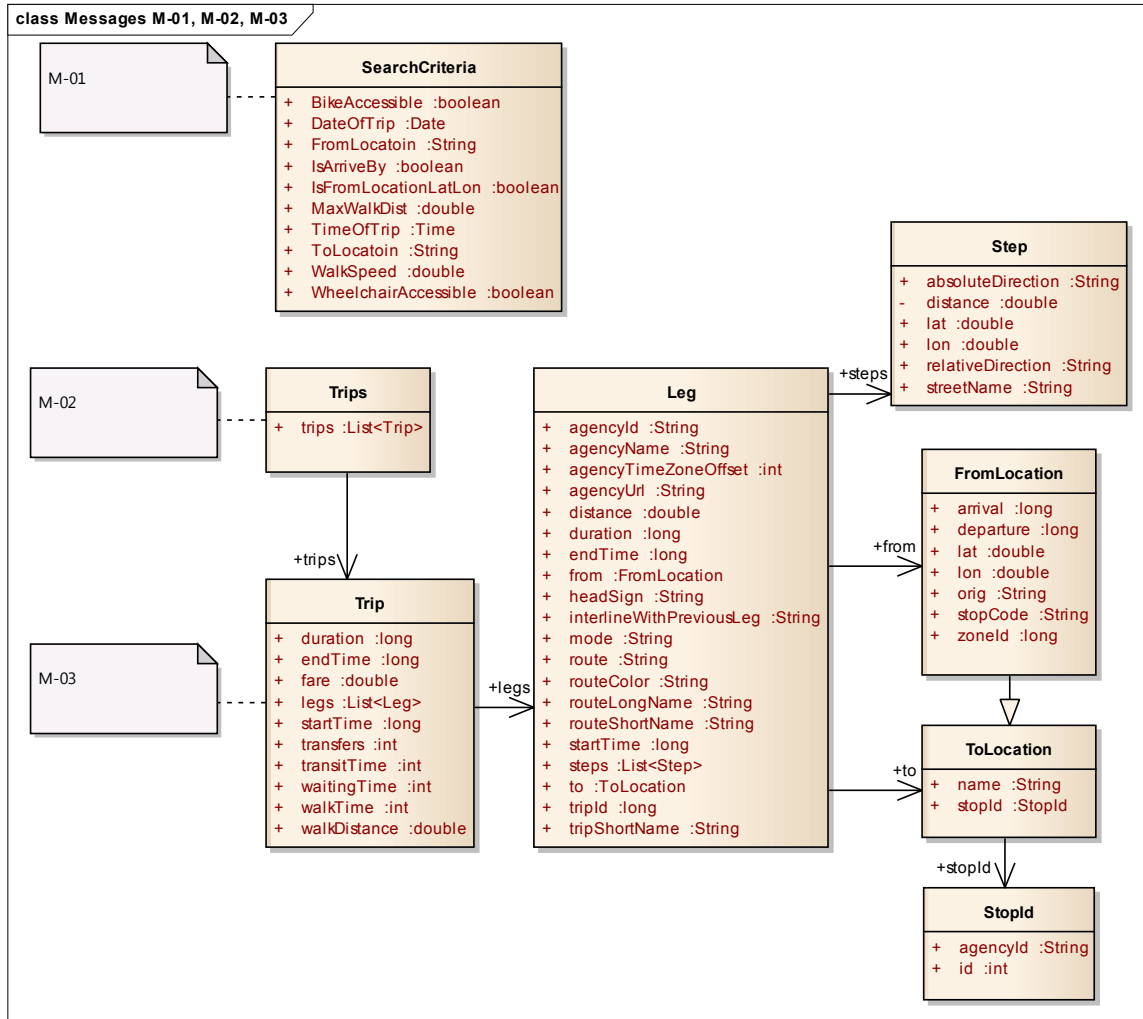 class Messages M-01, M-02, M-03
M-01
SearchCriteria
+ BikeAccessible :boolean
+ DateOfTrip :Date
+ FromLocatoin :String
+ IsArriveBy :boolean
+ IsFromLocationLatLon :boolean
+ MaxWalkDist :double
+ TimeOfTrip :Time
+ ToLocatoin :String
+ WalkSpeed :double
+ WheelchairAccessible :boolean
M-02
Trips
+ trips :List<Trip>
+trips
M-03
Trip
+ duration :long
+ endTime :long
+ fare :double
+ legs :List<Leg>
+ startTime :long
+ transfers :int
+ transitTime :int
+ waitingTime :int
+ walkTime :int
+ walkDistance :double
+legs
Leg
+ agencyId :String
+ agencyName :String
+ agencyTimeZoneOffset :int
+ agencyUrl :String
+ distance :double
+ duration :long
+ endTime :long
+ from :FromLocation
+ headSign :String
+ interlineWithPreviousLeg :String
+ mode :String
+ route :String
+ routeColor :String
+ routeLongName :String
+ routeShortName :String
+ startTime :long
+ steps :List<Step>
+ to :ToLocation
+ tripId :long
+ tripShortName :String
+steps
Step
+ absoluteDirection :String
- distance :double
+ lat :double
+ lon :double
+ relativeDirection :String
+ streetName :String
+from
FromLocation
+ arrival :long
+ departure :long
+ lat :double
+ lon :double
+ orig :String
+ stopCode :String
+ zoneId :long
+to
ToLocation
+ name :String
+ stopId :StopId
+stopId
StopId
+ agencyId :String
+ id :int